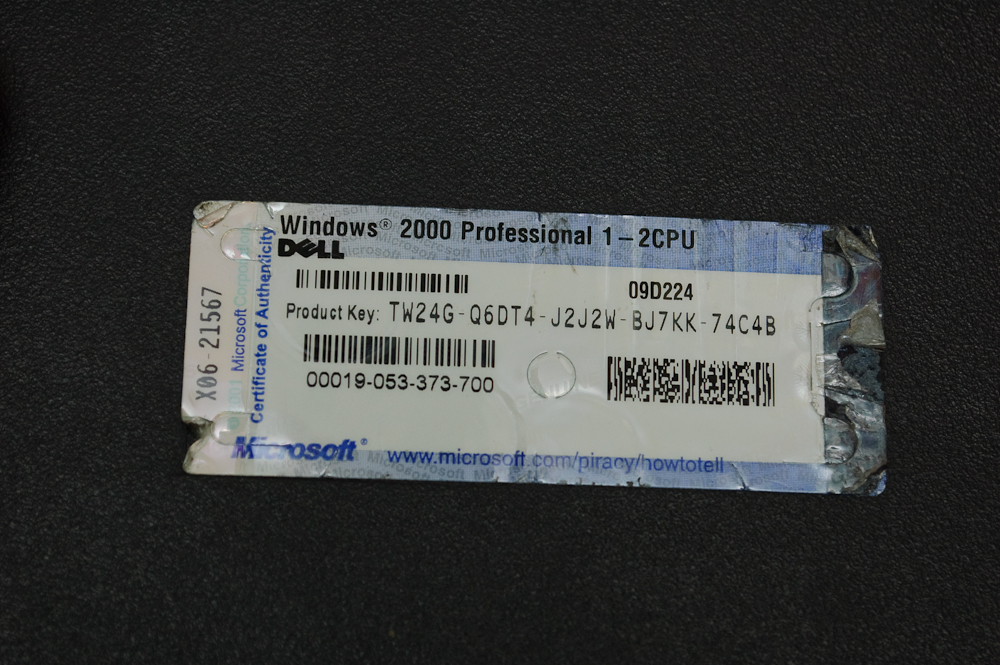 Windows® 2000 Professional 1-2CPU
DELL
09D224
Product Key: TW24G-Q6DT4-J2J2W-BJ7KK-74C4B
00019-053-373-700
Microsoft®
www.microsoft.com/piracy/howtotell
X06-21567
Microsoft Corporation
Certificate of Authenticity